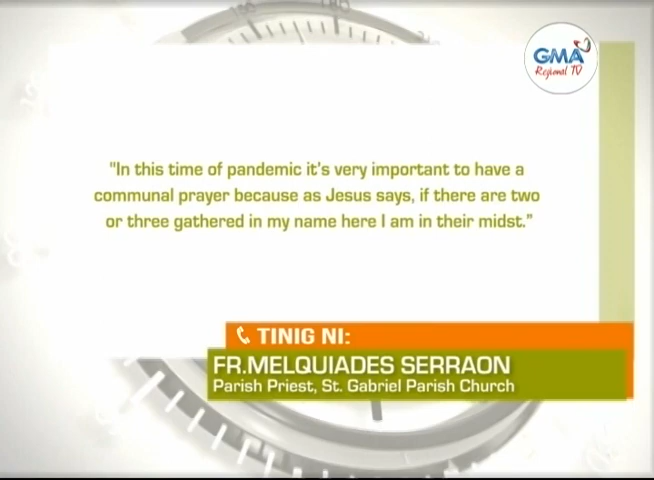 GMA
Regional TV
"In this time of pandemic it's very important to have a
communal prayer because as Jesus says, if there are two
or three gathered in my name here I am in their midst."
TINIG NI:
FR.MELQUIADES SERRAON
Parish Priest, St. Gabriel Parish Church